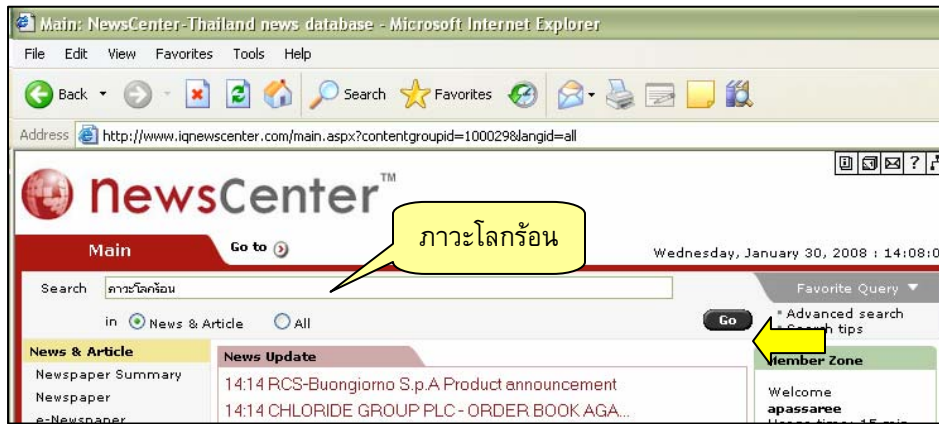 Main: NewsCenter-Thailand news database - Microsoft Internet Explorer
File Edit View Favorites Tools Help
Back Search Favorites
Address http://www.iqnewscenter.com/main.aspx?contentgroupid=100029&langid=all
newsCenter™
ภาวะโลกร้อน
Main Go to Wednesday, January 30, 2008 : 14:08:0
Search ภาวะโลกร้อน Favorite Query
in News & Article All Go Advanced search
Search tips
News & Article News Update Member Zone
Newspaper Summary 14:14 RCS-Buongiorno S.p.A Product announcement Welcome
Newspaper 14:14 CHLORIDE GROUP PLC - ORDER BOOK AGA... apassaree
e-Newspaper Usage time: 15 min